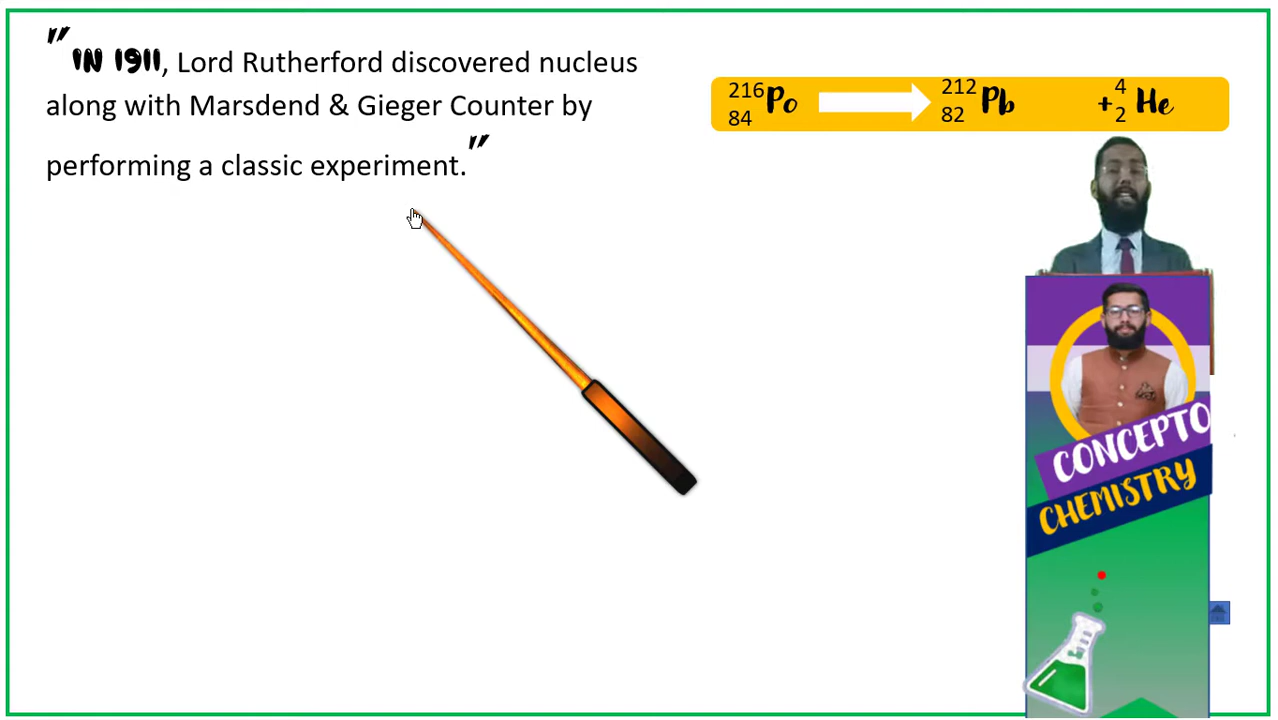 "IN 1911, Lord Rutherford discovered nucleus
along with Marsdend & Gieger Counter by
performing a classic experiment."
216
84 Po → 212
82 Pb + 4
2 He
CONCEPTO
CHEMISTRY